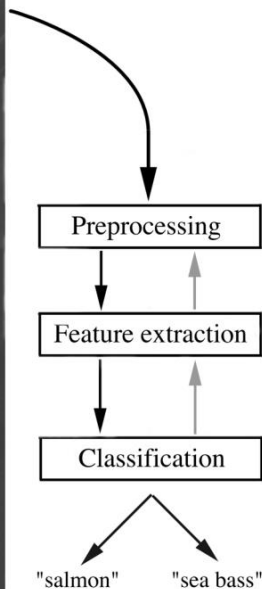 Preprocessing
Feature extraction
Classification
"salmon" "sea bass"